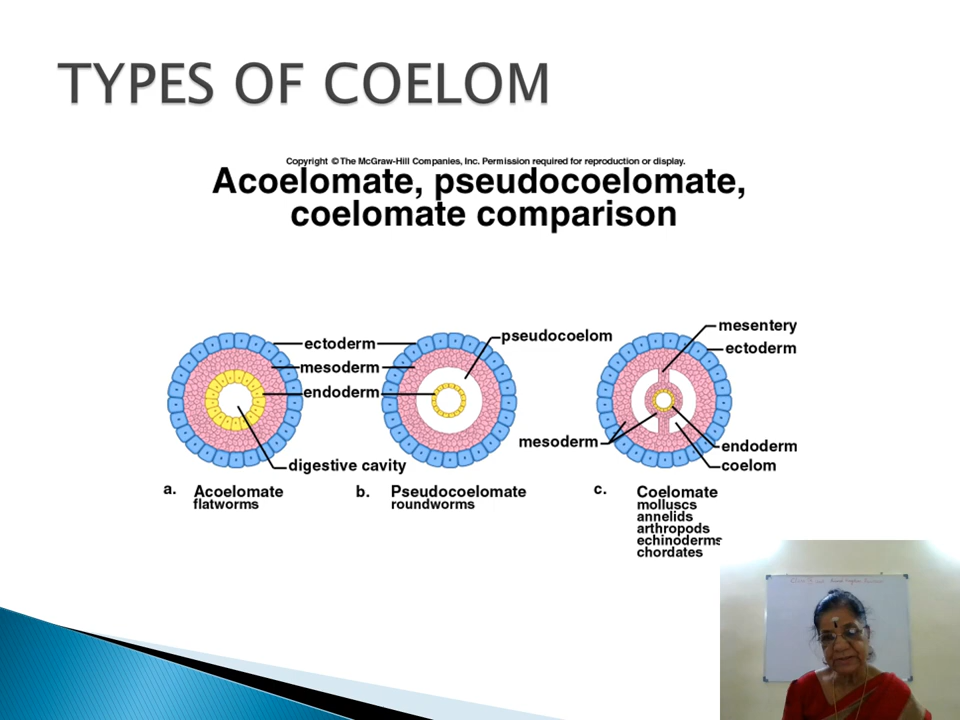 TYPES OF COELOM
Copyright © The McGraw-Hill Companies, Inc. Permission required for reproduction or display.
Acoelomate, pseudocoelomate,
coelomate comparison
ectoderm
mesoderm
endoderm
digestive cavity
pseudocoelom
mesentery
ectoderm
mesoderm
endoderm
coelom
a. Acoelomate
flatworms
b. Pseudocoelomate
roundworms
c. Coelomate
molluscs
annelids
arthropods
echinoderms
chordates